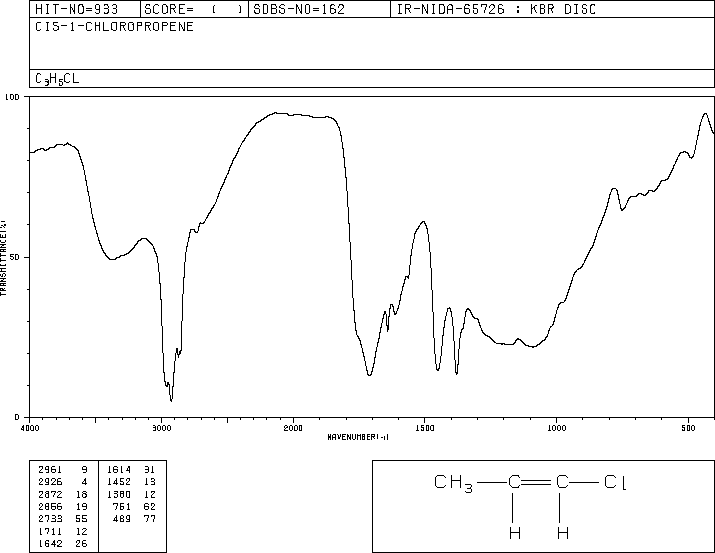 HIT-NO=933 SCORE= ( ) SDBS-NO=162 IR-NIDA-65726 : KBR DISC
CIS-1-CHLOROPROPENE
C3H5CL
100
50
0
TRANSMITTANCE(%)
4000 3000 2000 1500 1000 500
WAVENUMBER(-1)
2961 9 1614 31
2926 4 1452 13
2872 18 1380 12
2856 19 751 62
2733 55 489 77
1711 12
1642 26
CH3 C C Cl
H H